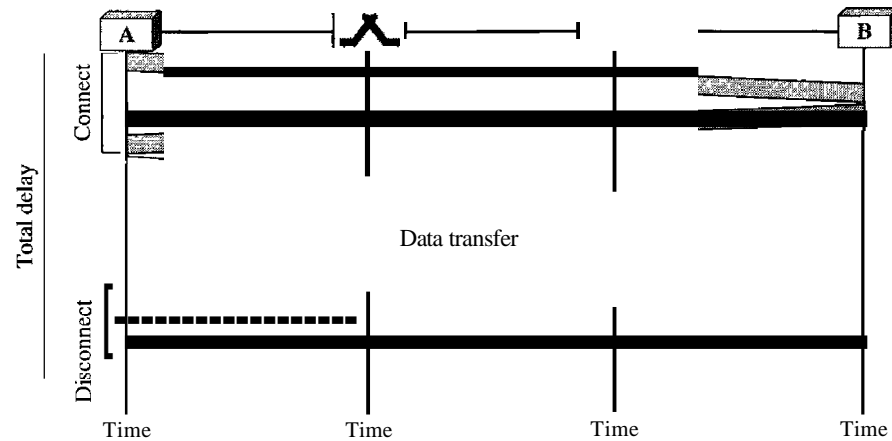 A
B
Connect
Total delay
Data transfer
Disconnect
Time
Time
Time
Time